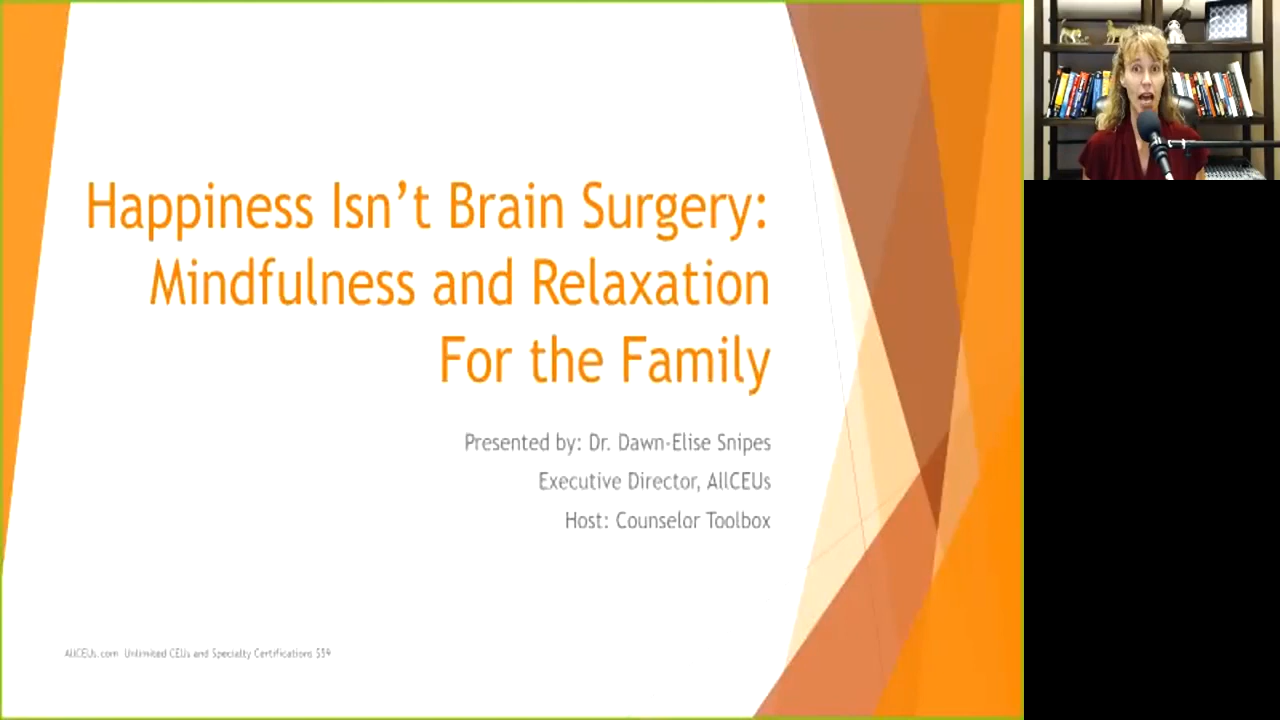 Happiness Isn’t Brain Surgery:
Mindfulness and Relaxation
For the Family
Presented by: Dr. Dawn-Elise Snipes
Executive Director, AllCEUs
Host: Counselor Toolbox
AllCEUs.com Unlimited CEUs and Specialty Certifications $59